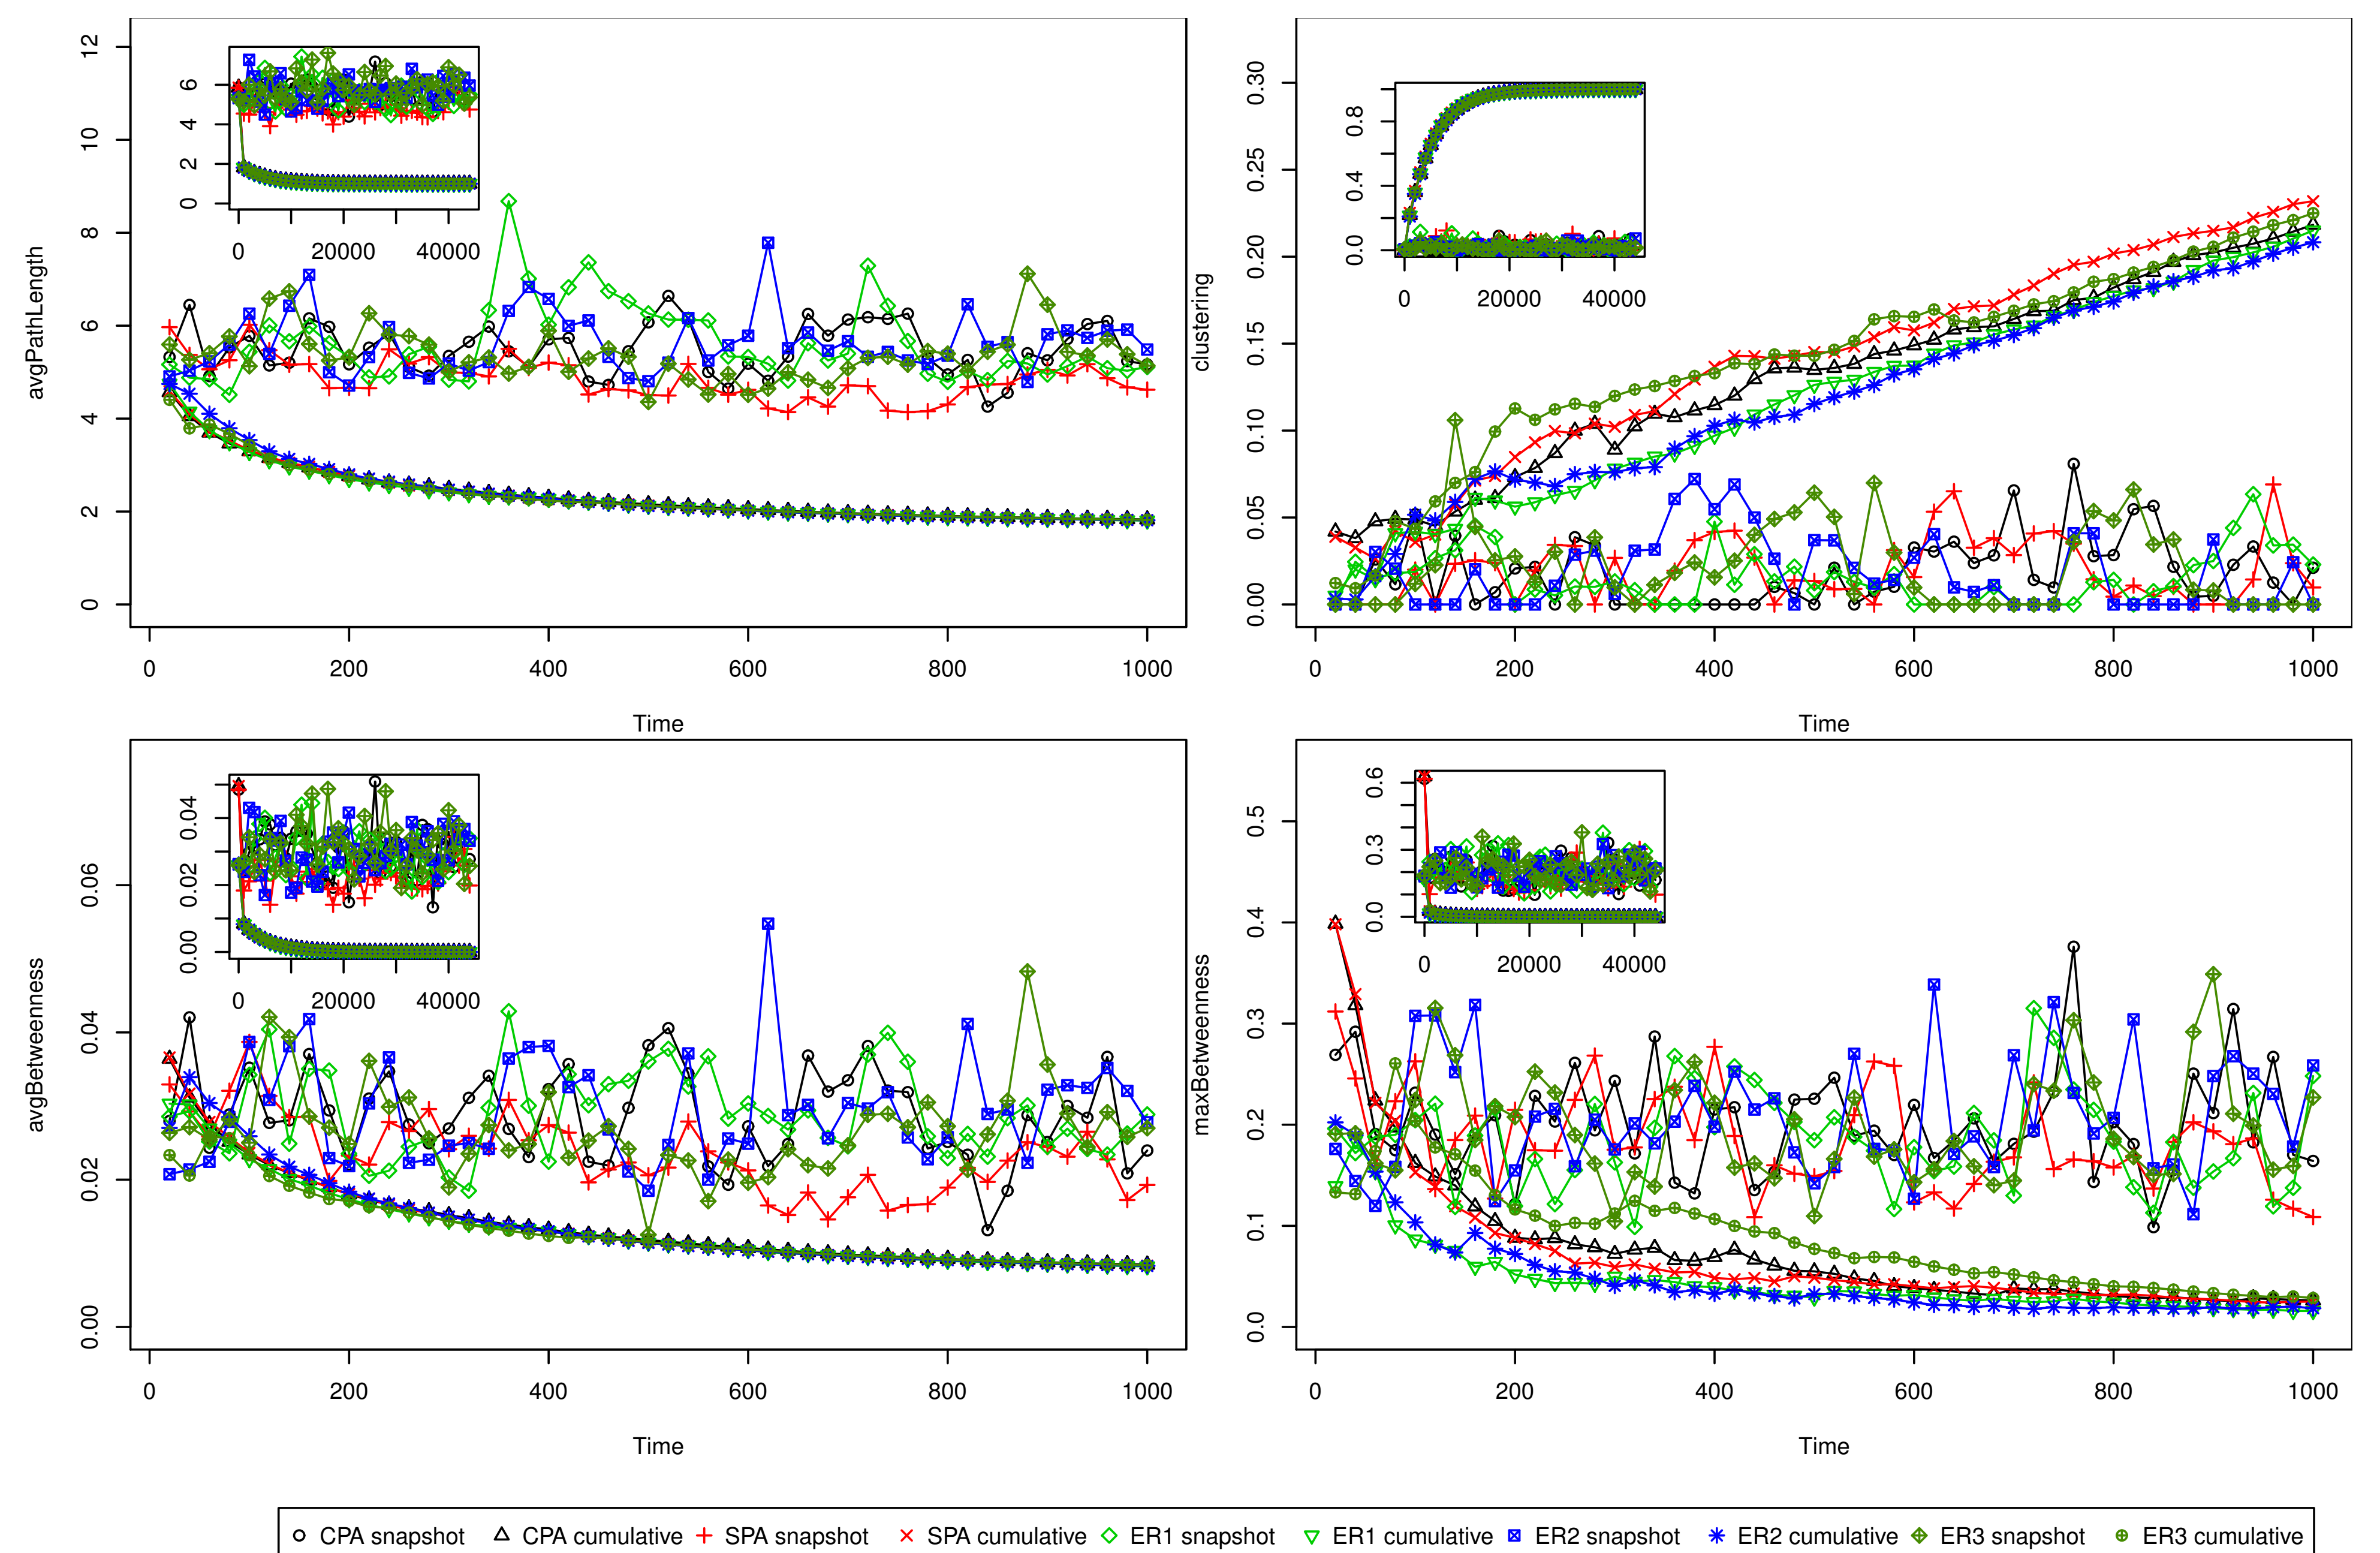 avgPathLength
0 2 4 6 8 10 12
0 2 4 6
0 20000 40000
0 200 400 600 800 1000
Time
clustering
0.00 0.05 0.10 0.15 0.20 0.25 0.30
0.0 0.4 0.8
0 20000 40000
0 200 400 600 800 1000
Time
avgBetweenness
0.00 0.02 0.04 0.06
0.00 0.02 0.04
0 20000 40000
0 200 400 600 800 1000
Time
maxBetweenness
0.0 0.1 0.2 0.3 0.4 0.5
0.0 0.3 0.6
0 20000 40000
0 200 400 600 800 1000
Time
CPA snapshot CPA cumulative SPA snapshot SPA cumulative ER1 snapshot ER1 cumulative ER2 snapshot ER2 cumulative ER3 snapshot ER3 cumulative